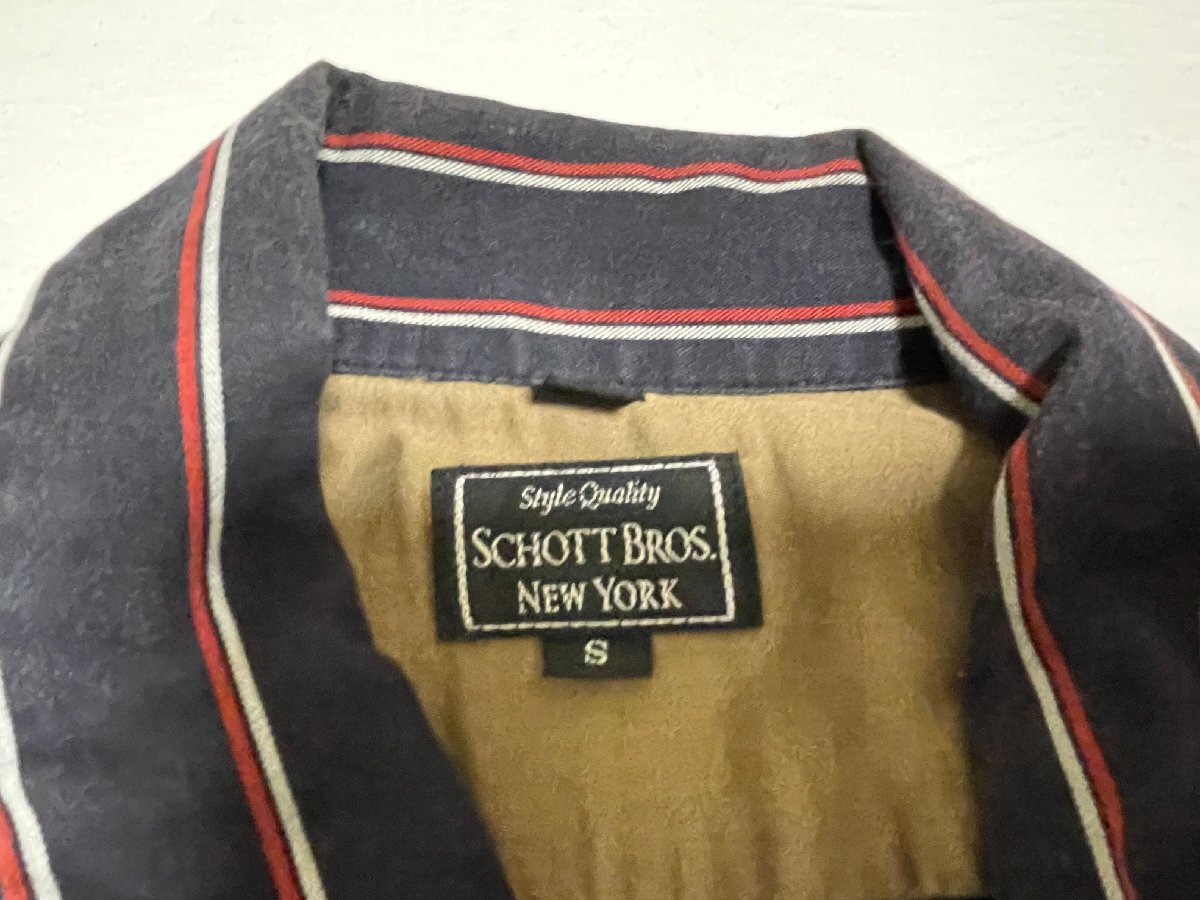 Style Quality
SCHOTT BROS.
NEW YORK
S